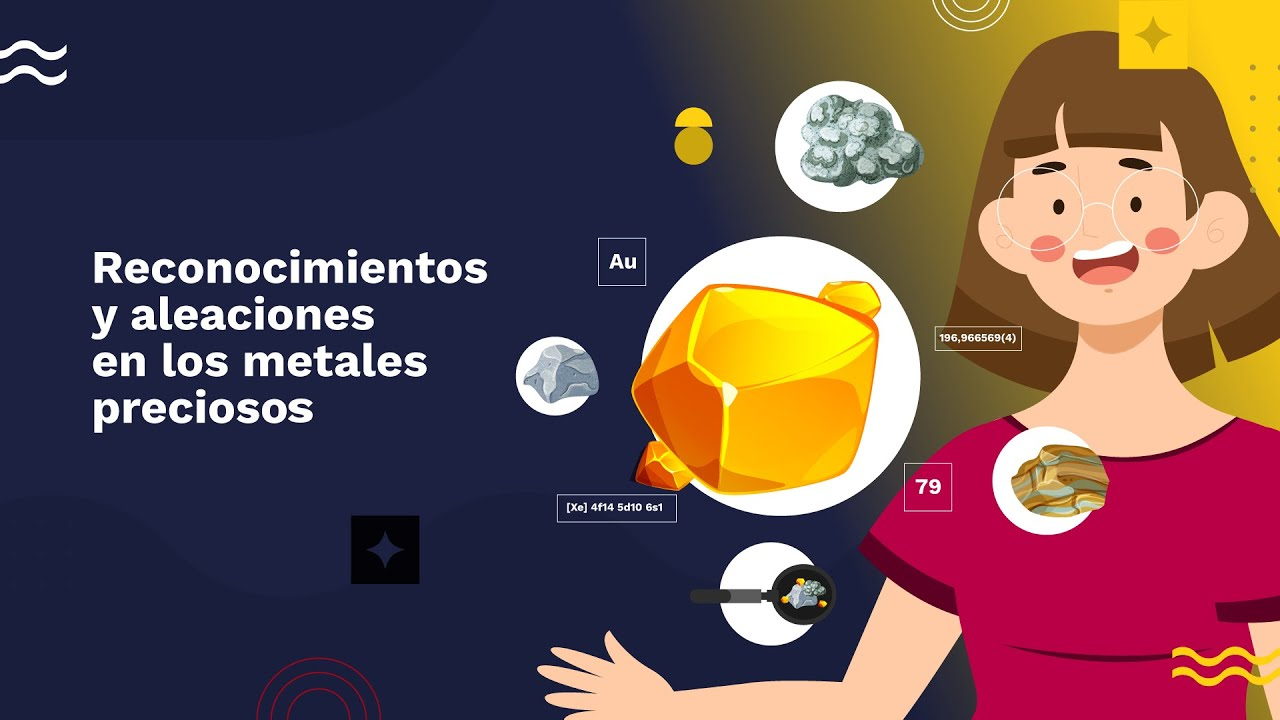 Reconocimientos
y aleaciones
en los metales
preciosos
Au
196,966569(4)
79
[Xe] 4f14 5d10 6s1